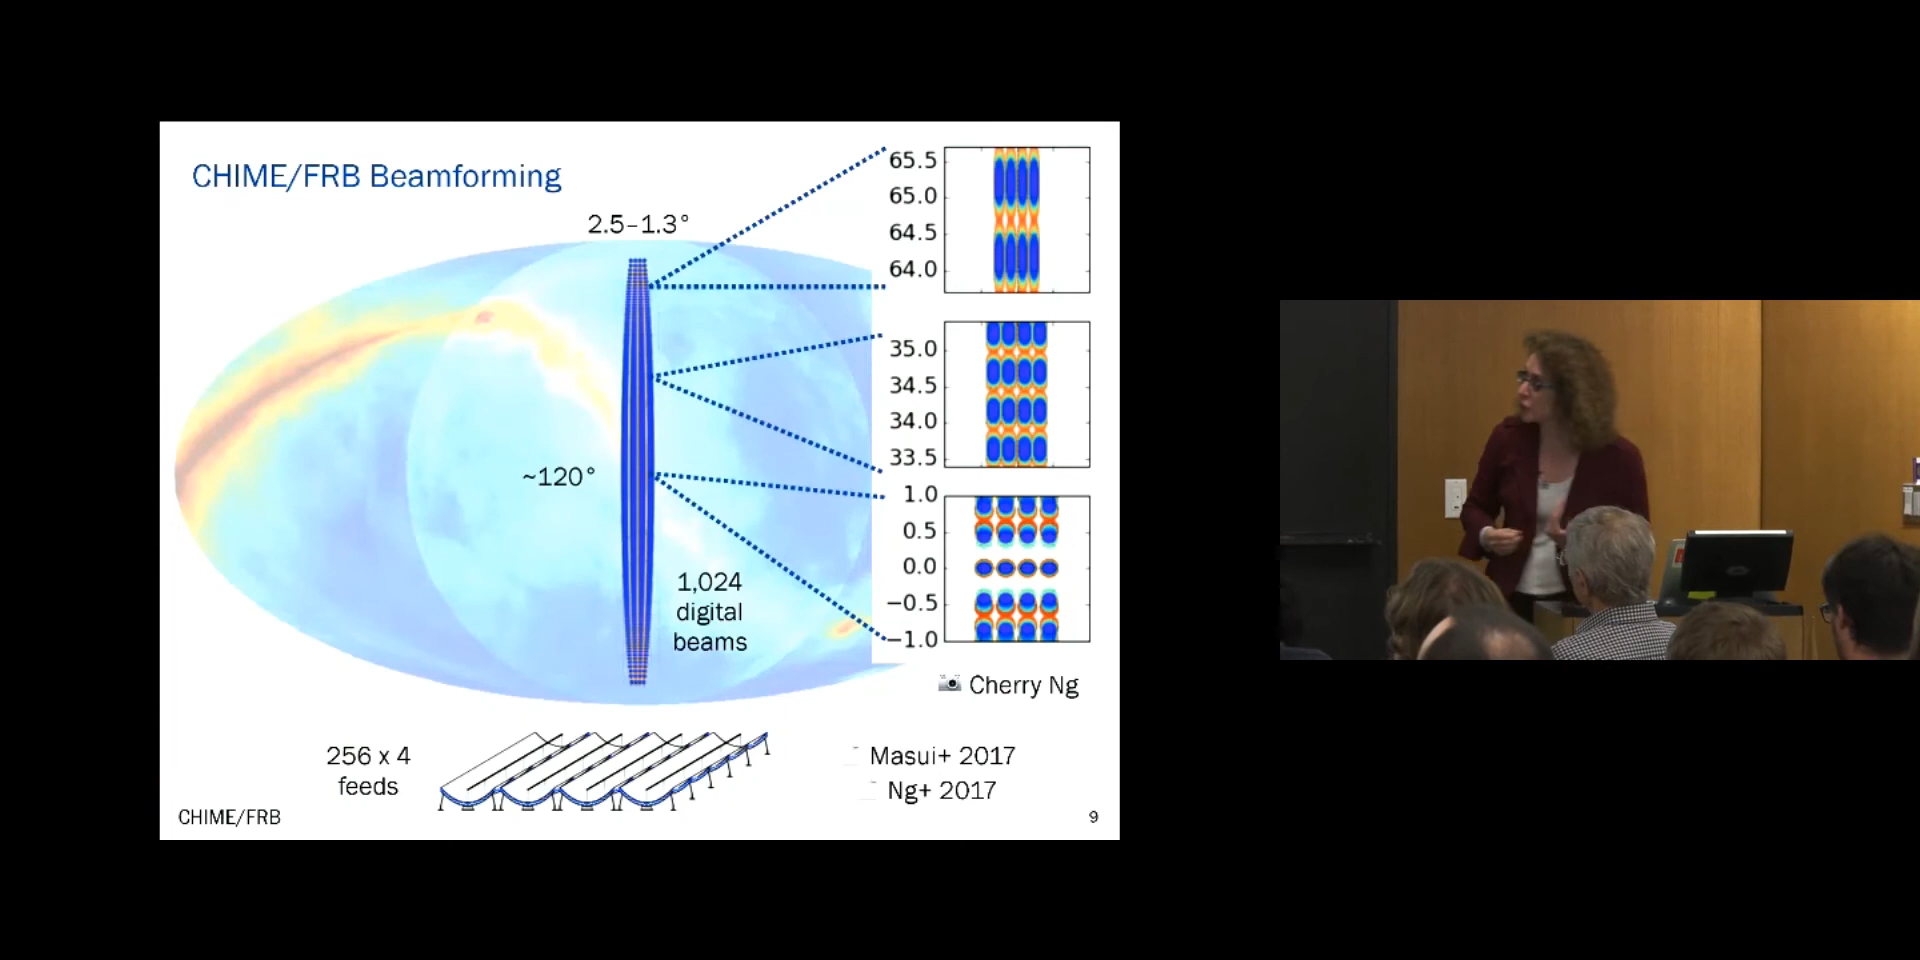 CHIME/FRB Beamforming
2.5–1.3°
~120°
1,024
digital
beams
65.5
65.0
64.5
64.0
35.0
34.5
34.0
33.5
1.0
0.5
0.0
−0.5
−1.0
Cherry Ng
256 x 4
feeds
Masui+ 2017
Ng+ 2017
CHIME/FRB
9